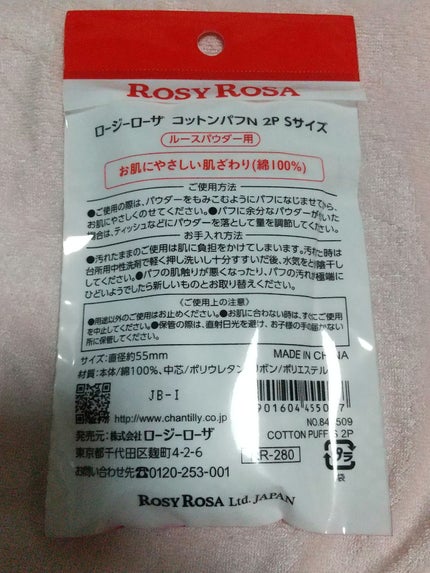 ROSY ROSA
ロージーローザ コットンパフN 2P Sサイズ
ルースパウダー用
お肌にやさしい肌ざわり(綿100%)
ご使用方法
●ご使用の際は、パウダーをもみこむようにパフになじませてから、
お肌にやさしくのせてください。●パフに余分なパウダーが付いた
場合は、ティッシュなどにパウダーを落として量を調節してください。
お手入れ方法
●汚れたままのご使用は肌に負担をかけてしまいます。汚れた時は
台所用中性洗剤で軽く押し洗いし十分すすいだ後、水気をとり陰干し
してください。●パフの肌触りが悪くなったり、パフの汚れが極端に
ひどいようでしたら新しいものとお取り替えください。
〈ご使用上の注意〉
●用途以外のご使用はお止めください。●お肌に合わない時は、すぐにご使用
を中止してください。●保管の際は、直射日光を避け、お子様の手の届かない
所に保管してください。
サイズ:直径約55mm
MADE IN CHINA
材質:本体/綿100%、中芯/ポリウレタン、リボン/ポリエステル
JB-I
http://www.chantilly.co.jp
発売元:株式会社ロージーローザ
COTTON PUFF S 2P
東京都千代田区麹町4-2-6
R-280
プラ
お問い合わせ先☎0120-253-001
袋
ROSY ROSA Ltd. JAPAN